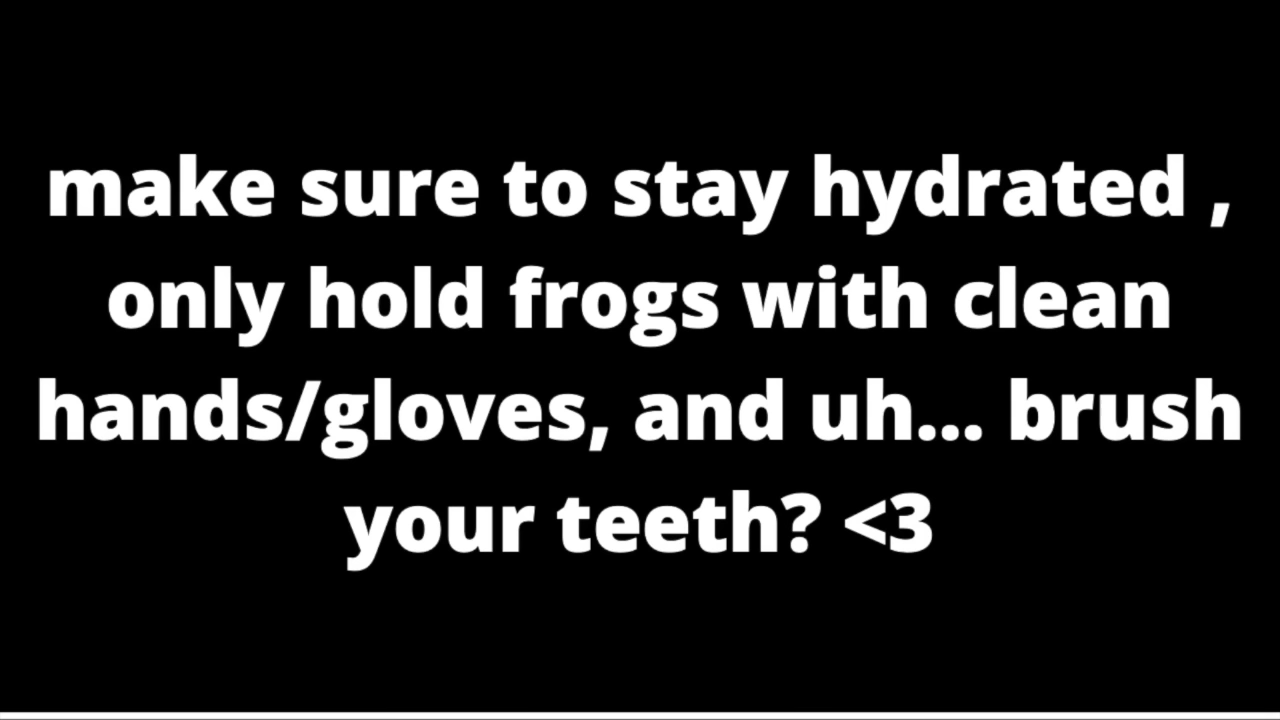 make sure to stay hydrated ,
only hold frogs with clean
hands/gloves, and uh... brush
your teeth? <3